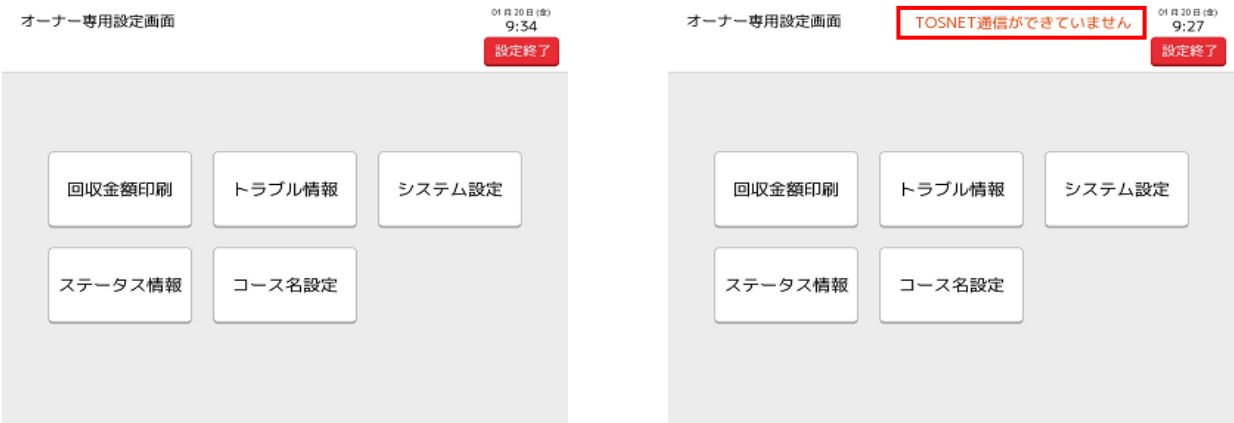 オーナー専用設定画面
01月20日(金)
9:34
設定終了
回収金額印刷
トラブル情報
システム設定
ステータス情報
コース名設定
オーナー専用設定画面
TOSNET通信ができていません
01月20日(金)
9:27
設定終了
回収金額印刷
トラブル情報
システム設定
ステータス情報
コース名設定